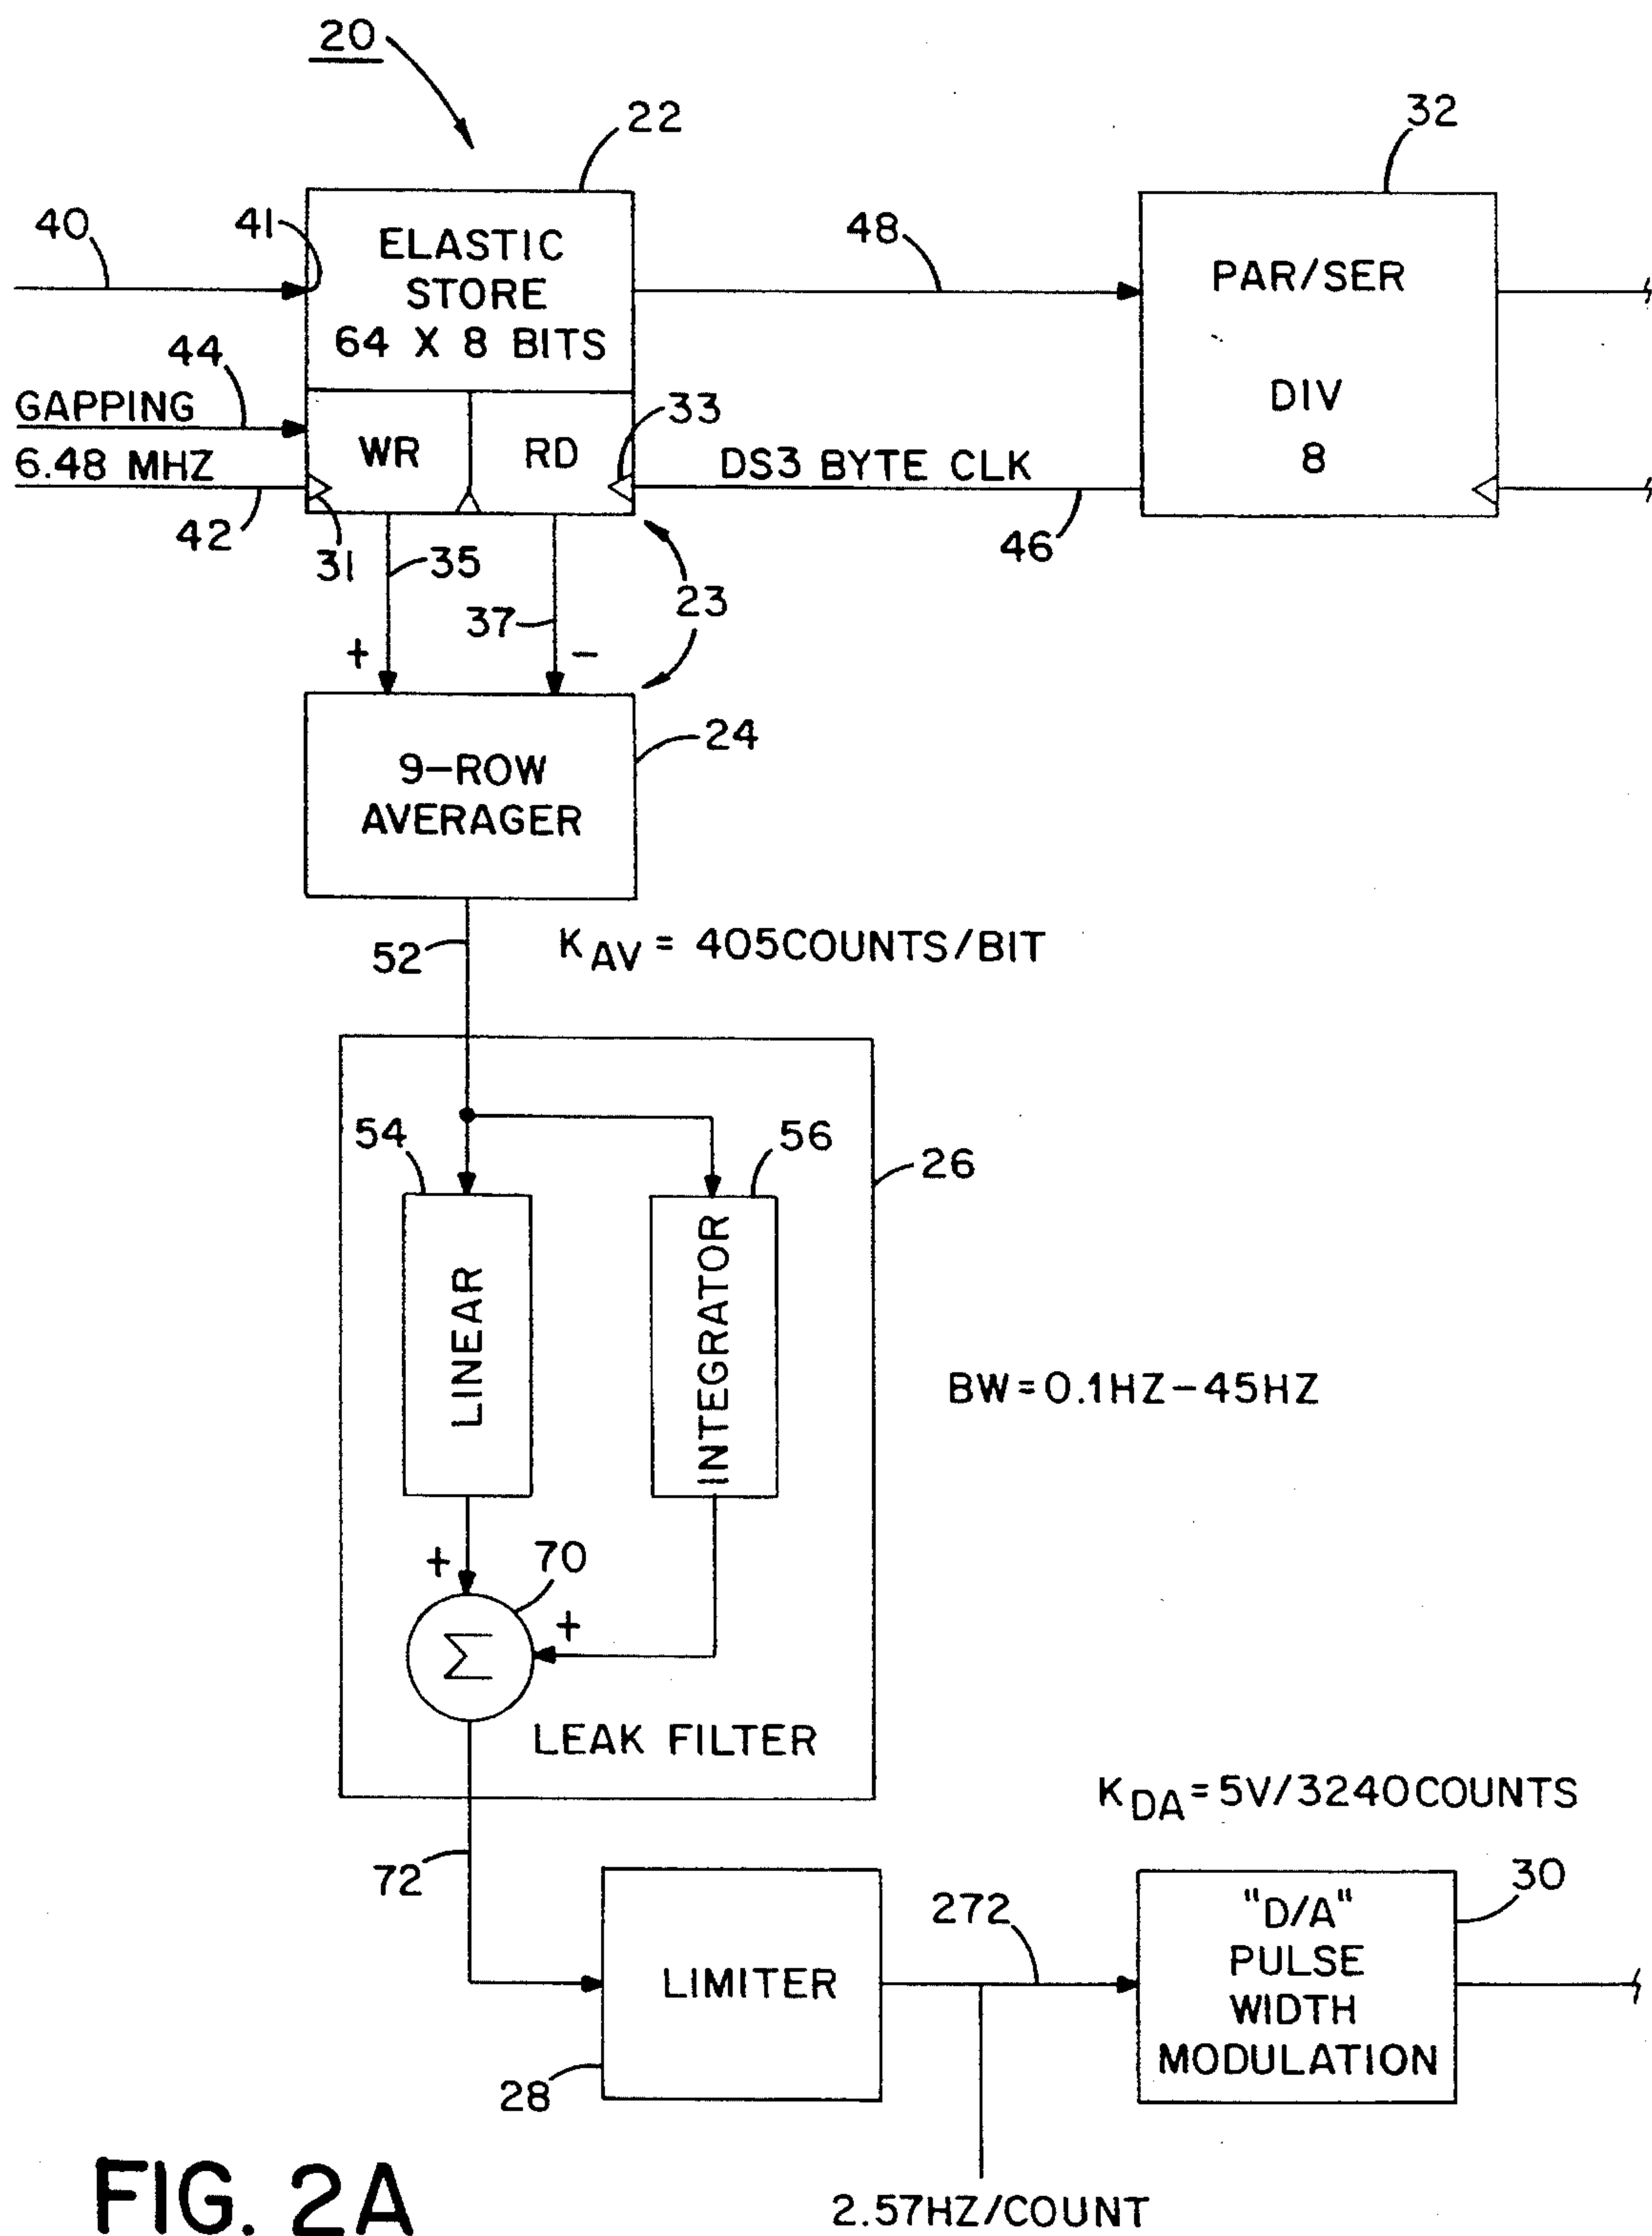 20
22
32
40
41
48
ELASTIC
STORE
64 X 8 BITS
PAR/SER
DIV
8
44
GAPPING
6.48 MHZ
WR
RD
33
DS3 BYTE CLK
42
31
35
46
37
23
+
-
9-ROW
AVERAGER
24
52
K AV = 405COUNTS/BIT
54
56
26
LINEAR
INTEGRATOR
BW=0.1HZ-45HZ
+
70
+
Σ
LEAK FILTER
K DA = 5V/3240COUNTS
72
272
30
LIMITER
"D/A"
PULSE
WIDTH
MODULATION
28
2.57HZ/COUNT
FIG. 2A